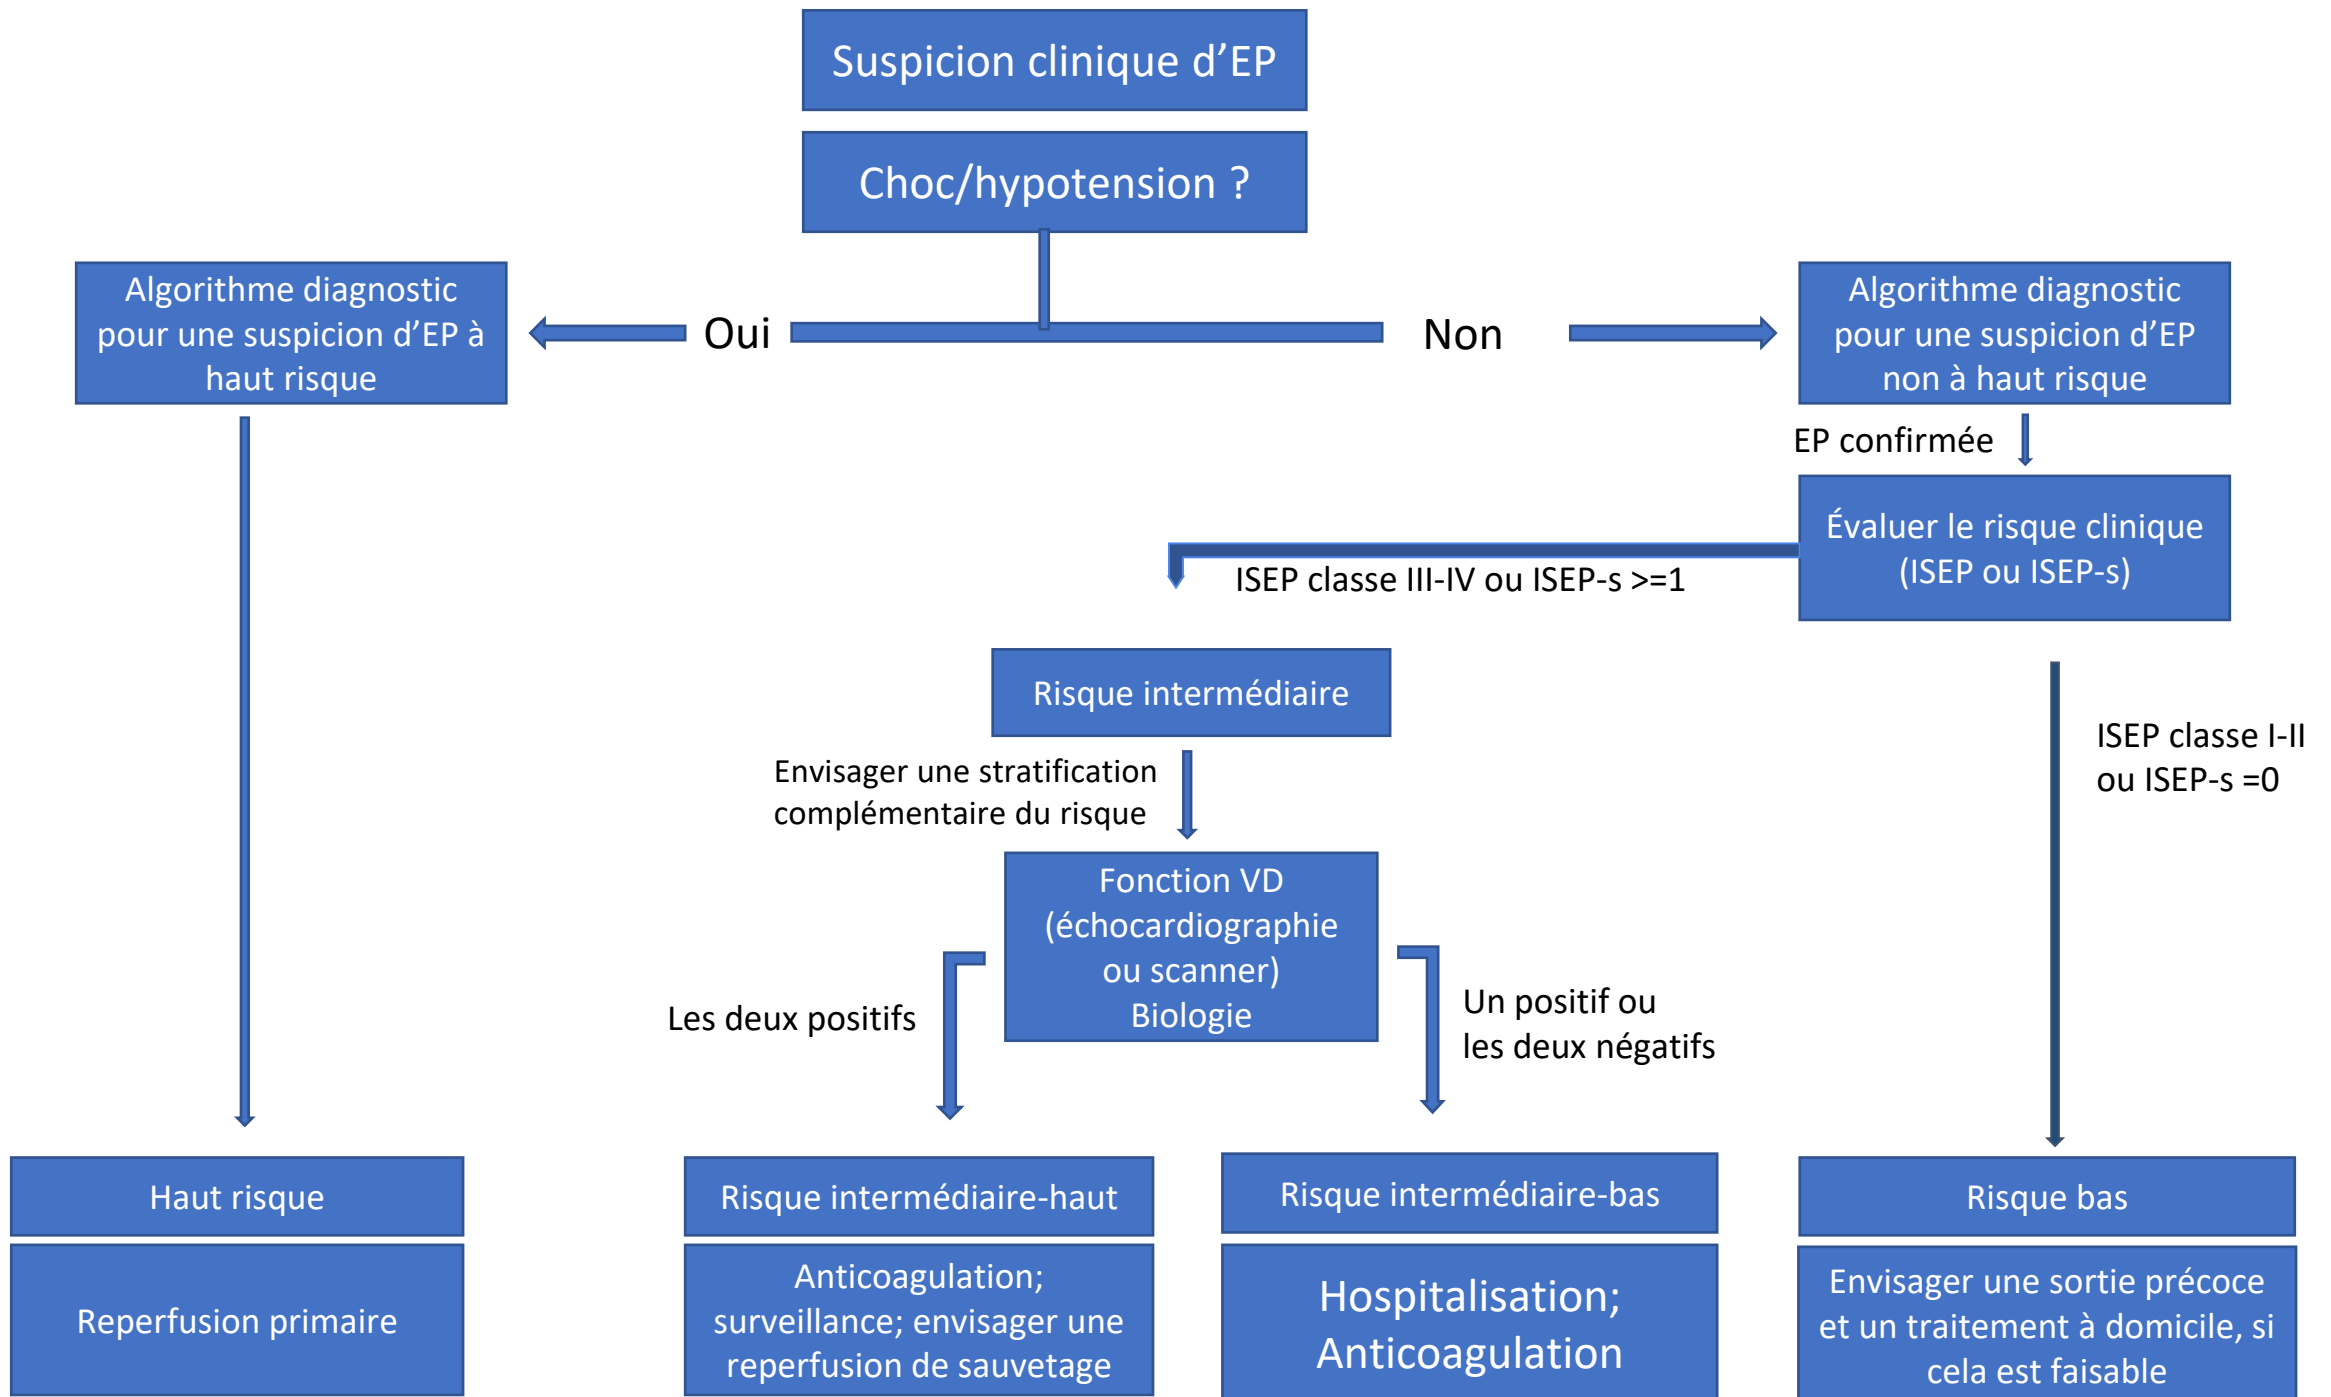 Suspicion clinique d’EP
Choc/hypotension ?
Algorithme diagnostic
pour une suspicion d’EP à
haut risque
Oui
Non
Algorithme diagnostic
pour une suspicion d’EP
non à haut risque
EP confirmée
Évaluer le risque clinique
(ISEP ou ISEP-s)
ISEP classe III-IV ou ISEP-s >=1
Risque intermédiaire
ISEP classe I-II
ou ISEP-s =0
Envisager une stratification
complémentaire du risque
Fonction VD
(échocardiographie
ou scanner)
Biologie
Les deux positifs
Un positif ou
les deux négatifs
Haut risque
Risque intermédiaire-haut
Risque intermédiaire-bas
Risque bas
Reperfusion primaire
Anticoagulation;
surveillance; envisager une
reperfusion de sauvetage
Hospitalisation;
Anticoagulation
Envisager une sortie précoce
et un traitement à domicile, si
cela est faisable